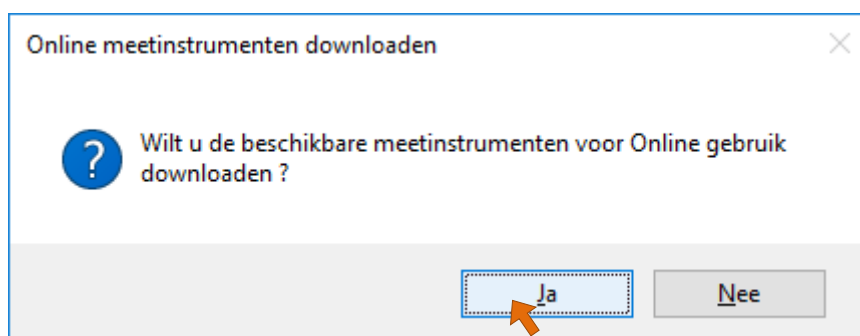 Online meetinstrumenten downloaden
Wilt u de beschikbare meetinstrumenten voor Online gebruik
downloaden ?
Ja
Nee